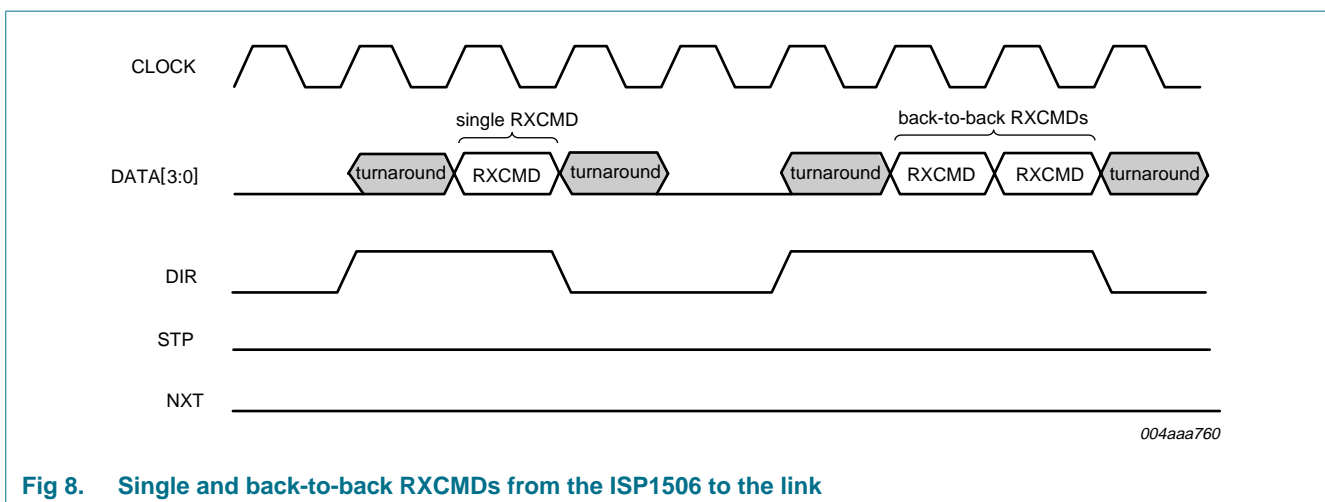 CLOCK
single RXCMD
back-to-back RXCMDs
DATA[3:0]
turnaround RXCMD turnaround turnaround RXCMD RXCMD turnaround
DIR
STP
NXT
004aaa760
Fig 8. Single and back-to-back RXCMDs from the ISP1506 to the link